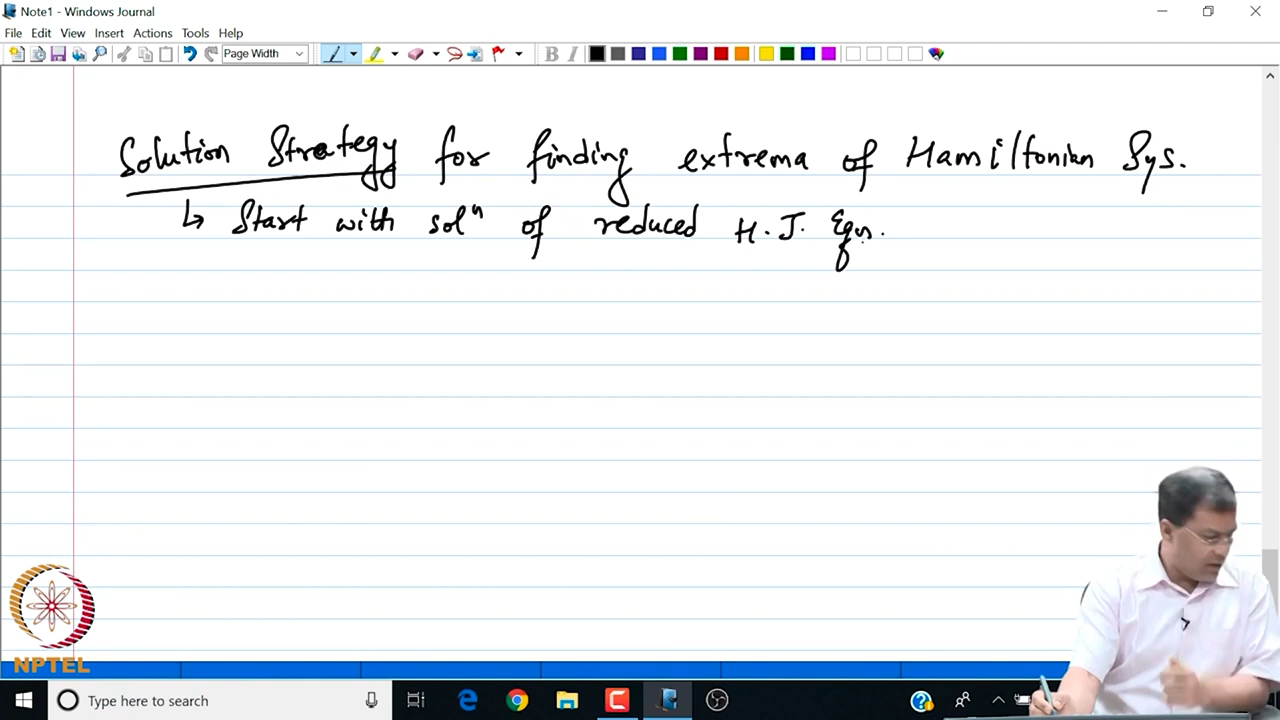 Note1 - Windows Journal
File Edit View Insert Actions Tools Help
Page Width
B I
Solution Strategy for finding extrema of Hamiltonian Sys.
↳ Start with solⁿ of reduced H.J. Eqn.
NPTEL
Type here to search